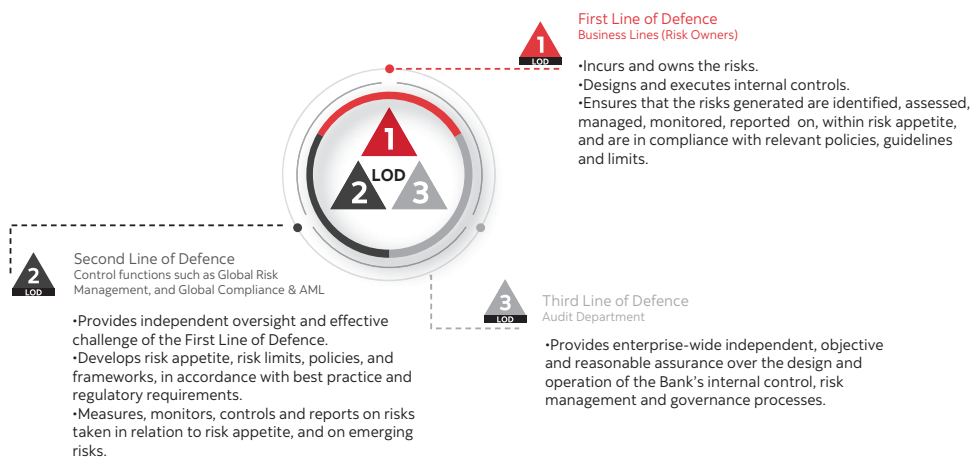 First Line of Defence
Business Lines (Risk Owners)
1
LOD
•Incurs and owns the risks.
•Designs and executes internal controls.
•Ensures that the risks generated are identified, assessed,
managed, monitored, reported on, within risk appetite,
and are in compliance with relevant policies, guidelines
and limits.
1
LOD
2
3
Second Line of Defence
Control functions such as Global Risk
Management, and Global Compliance & AML
2
LOD
•Provides independent oversight and effective
challenge of the First Line of Defence.
•Develops risk appetite, risk limits, policies, and
frameworks, in accordance with best practice and
regulatory requirements.
•Measures, monitors, controls and reports on risks
taken in relation to risk appetite, and on emerging
risks.
3
LOD
Third Line of Defence
Audit Department
•Provides enterprise-wide independent, objective
and reasonable assurance over the design and
operation of the Bank's internal control, risk
management and governance processes.